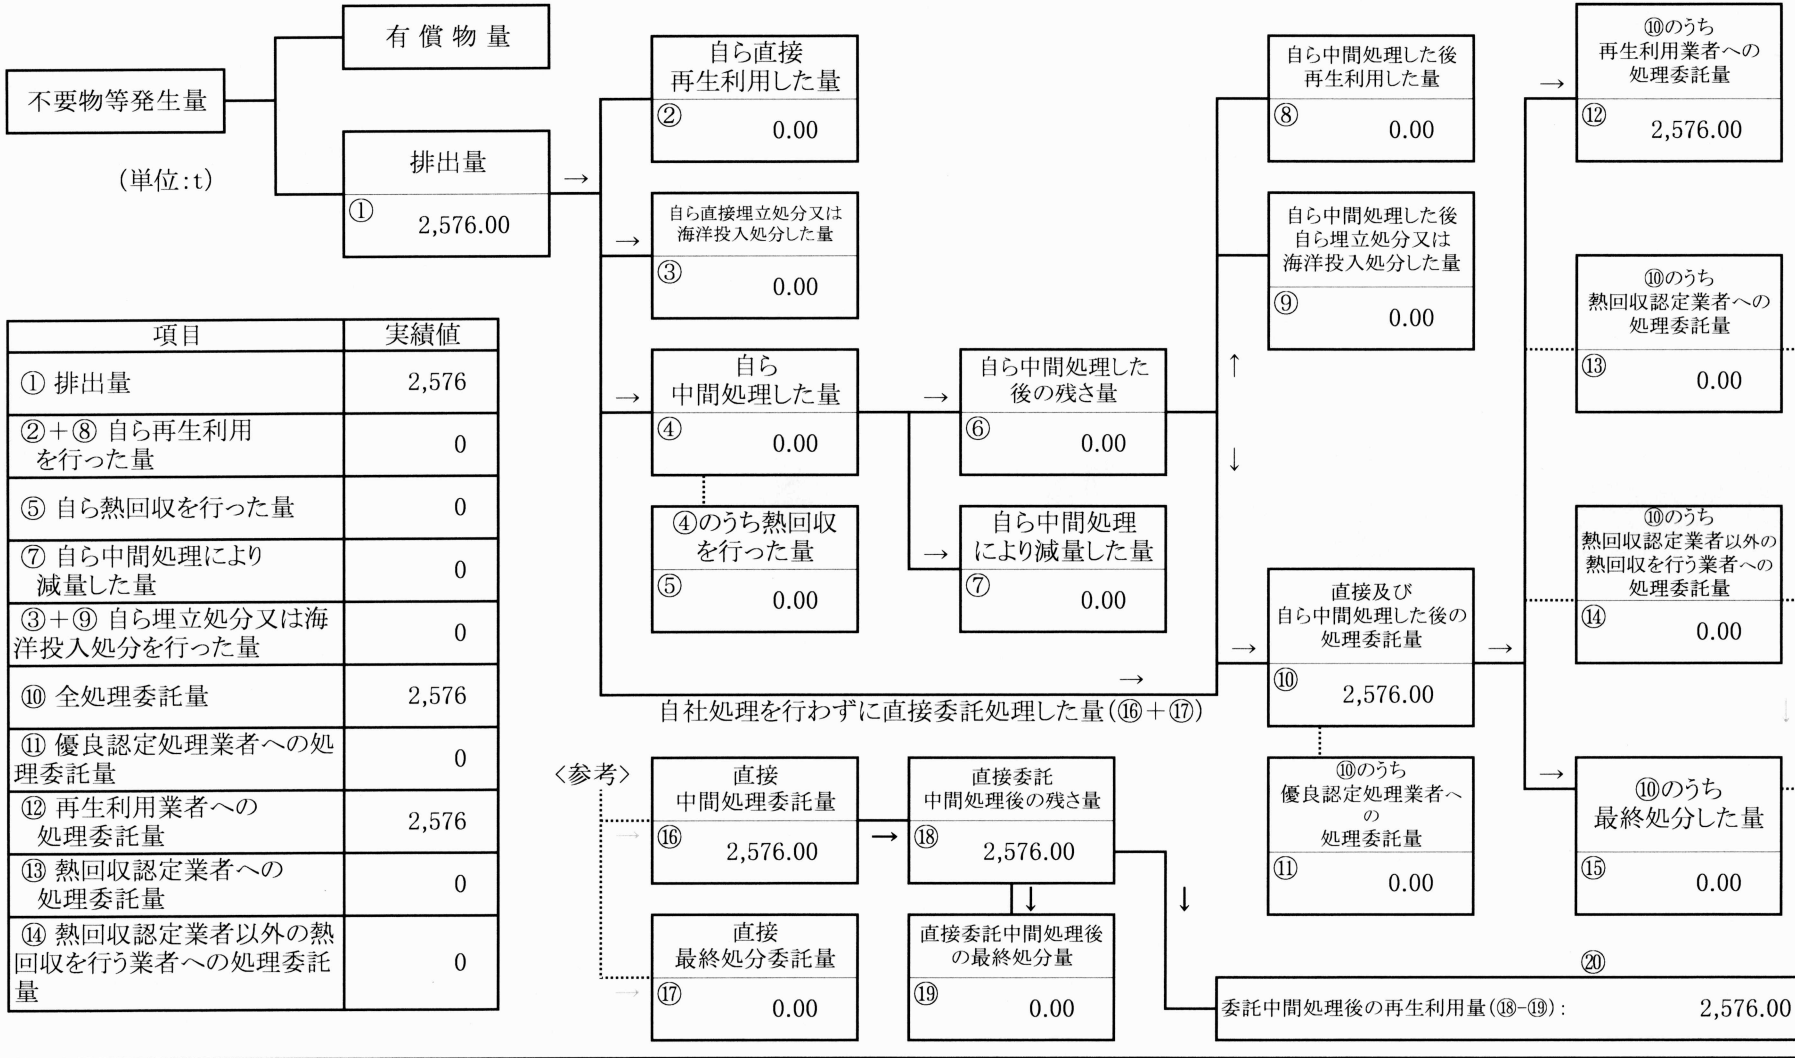 有償物量
不要物等発生量
(単位:t)
排出量
①
2,576.00
→
自ら直接
再生利用した量
②
0.00
→
自ら直接埋立処分又は
海洋投入処分した量
③
0.00
→
自ら
中間処理した量
④
0.00
④のうち熱回収
を行った量
⑤
0.00
→
自ら中間処理した
後の残さ量
⑥
0.00
→
自ら中間処理
により減量した量
⑦
0.00
↑
↓
自ら中間処理した後
再生利用した量
⑧
0.00
自ら中間処理した後
自ら埋立処分又は
海洋投入処分した量
⑨
0.00
→
自社処理を行わずに直接委託処理した量(⑯+⑰)
→
直接及び
自ら中間処理した後の
処理委託量
⑩
2,576.00
→
⑩のうち
優良認定処理業者へ
の
処理委託量
⑪
0.00
→
⑩のうち
再生利用業者への
処理委託量
⑫
2,576.00
⑩のうち
熱回収認定業者への
処理委託量
⑬
0.00
⑩のうち
熱回収認定業者以外の
熱回収を行う業者への
処理委託量
⑭
0.00
↓
→
⑩のうち
最終処分した量
⑮
0.00
項目 実績値
① 排出量 2,576
②+⑧ 自ら再生利用
を行った量 0
⑤ 自ら熱回収を行った量 0
⑦ 自ら中間処理により
減量した量 0
③+⑨ 自ら埋立処分又は海
洋投入処分を行った量 0
⑩ 全処理委託量 2,576
⑪ 優良認定処理業者への処
理委託量 0
⑫ 再生利用業者への
処理委託量 2,576
⑬ 熱回収認定業者への
処理委託量 0
⑭ 熱回収認定業者以外の熱
回収を行う業者への処理委託
量 0
〈参考〉
→
直接
中間処理委託量
⑯
2,576.00
→
直接委託
中間処理後の残さ量
⑱
2,576.00
↓
↓
→
直接
最終処分委託量
⑰
0.00
直接委託中間処理後
の最終処分量
⑲
0.00
⑳
委託中間処理後の再生利用量(⑱-⑲): 2,576.00